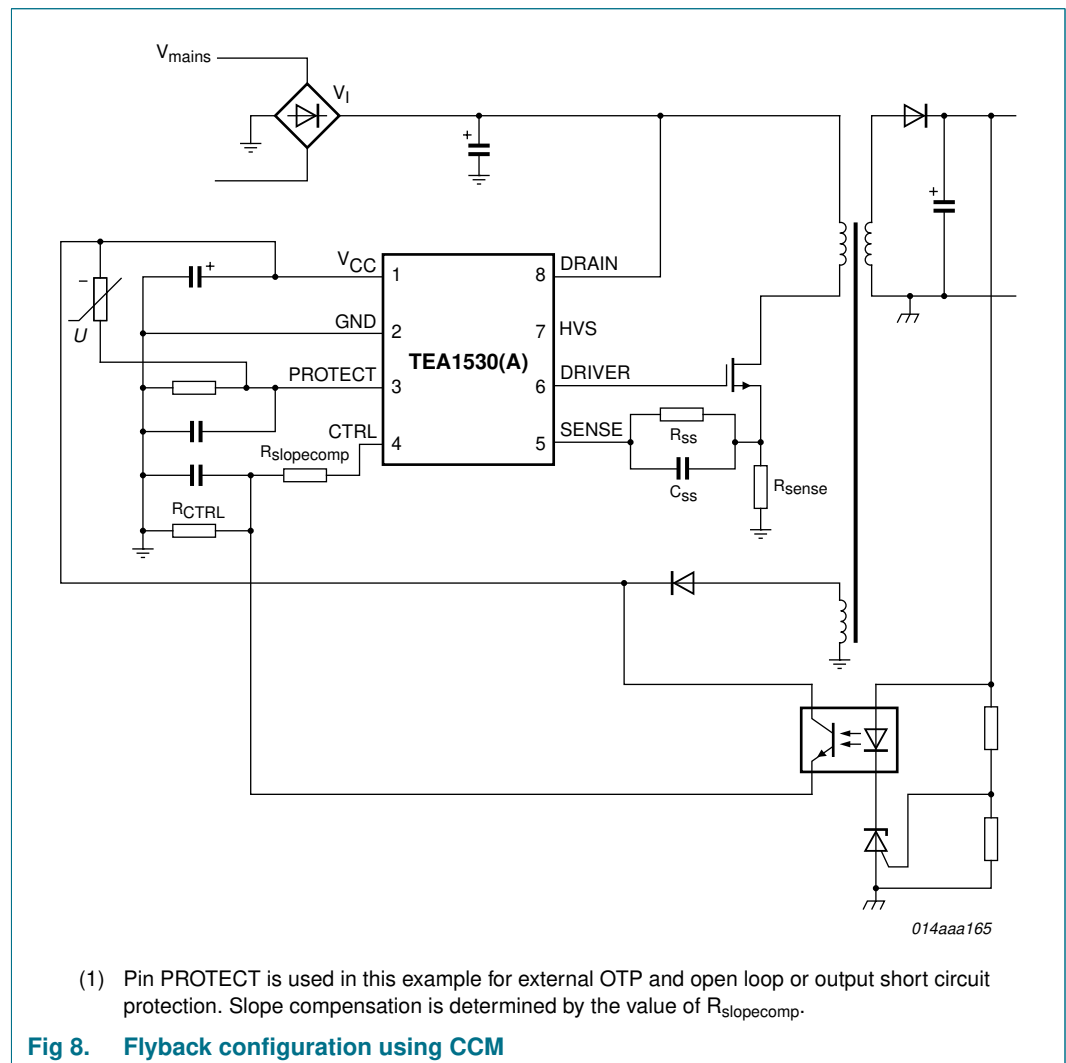 Vmains
VI
VCC
1
8
DRAIN
GND
2
7
HVS
TEA1530(A)
PROTECT
3
6
DRIVER
CTRL
4
5
SENSE
U
–
+
+
+
Rslopecomp
RCTRL
Rss
Css
Rsense
014aaa165
(1) Pin PROTECT is used in this example for external OTP and open loop or output short circuit
protection. Slope compensation is determined by the value of Rslopecomp.
Fig 8. Flyback configuration using CCM